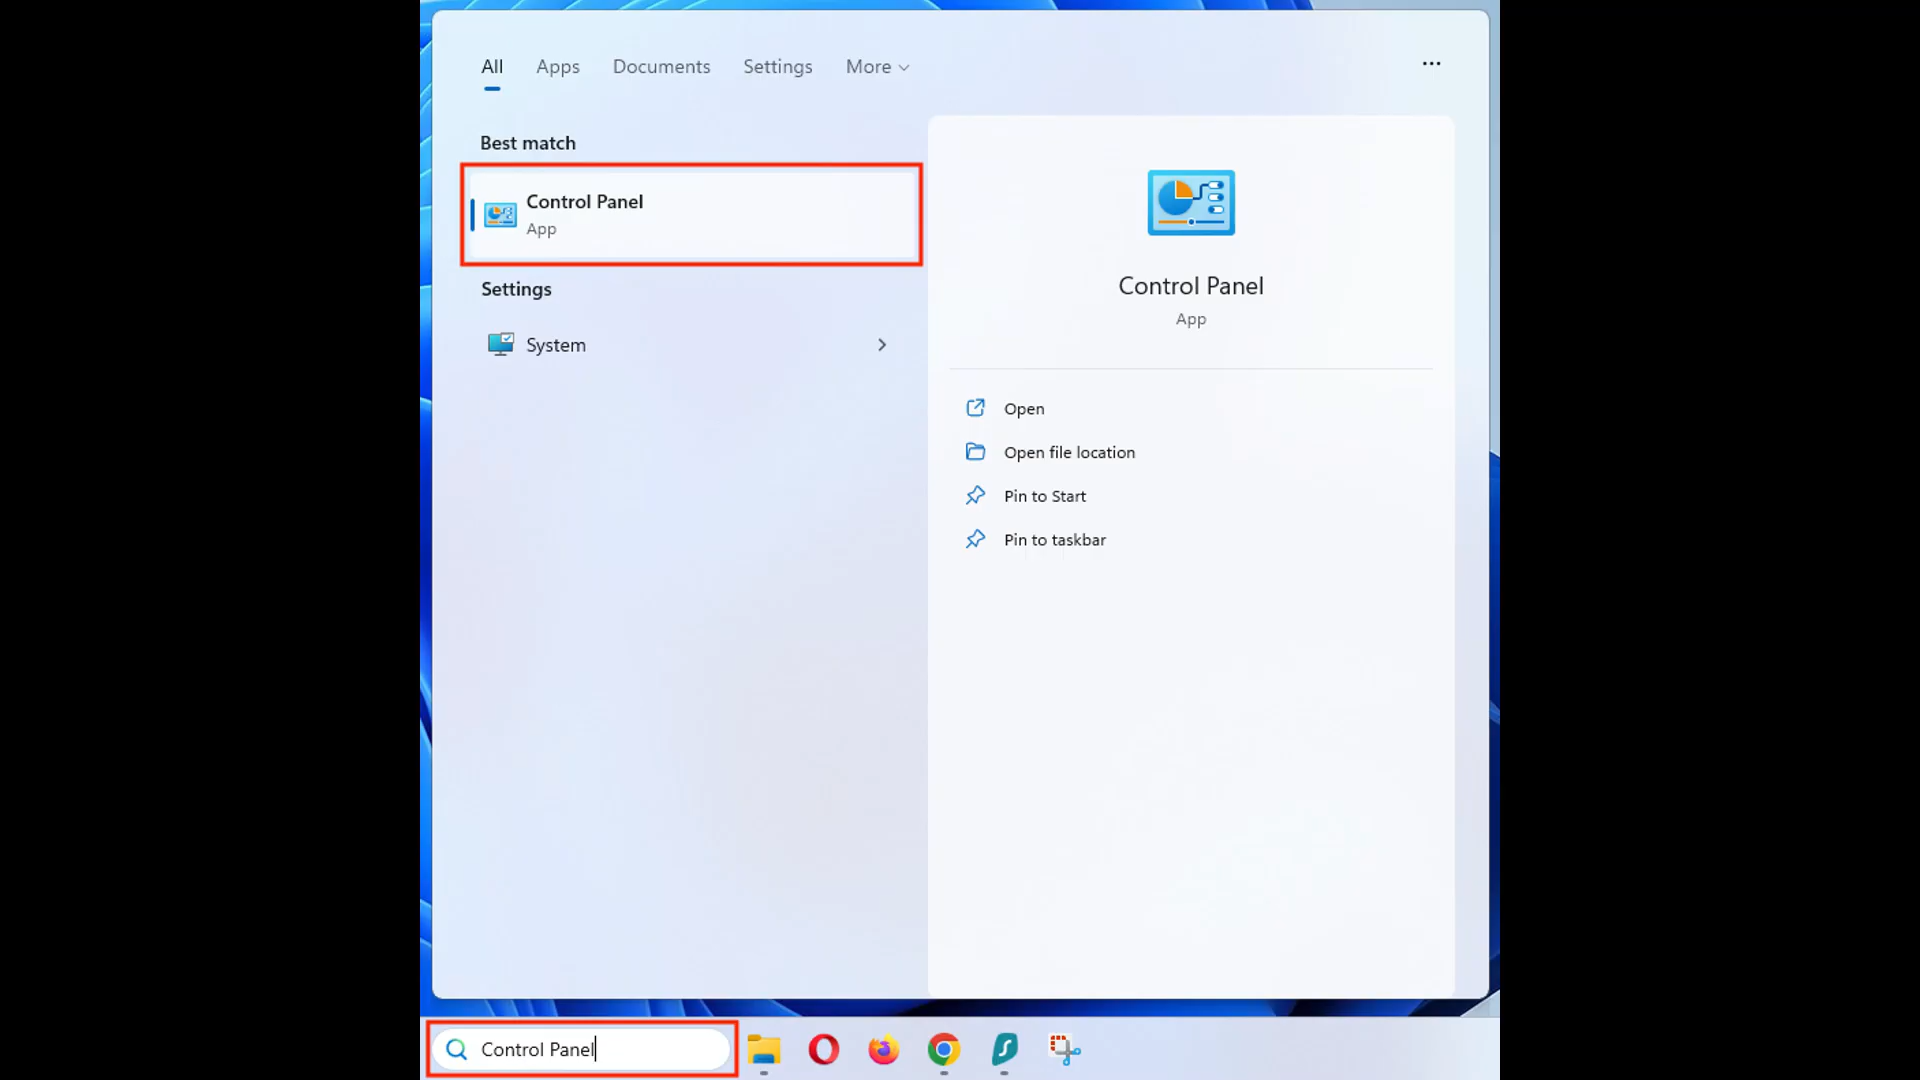 All Apps Documents Settings More
Best match
Control Panel
App
Settings
System
Control Panel
App
Open
Open file location
Pin to Start
Pin to taskbar
Control Panel